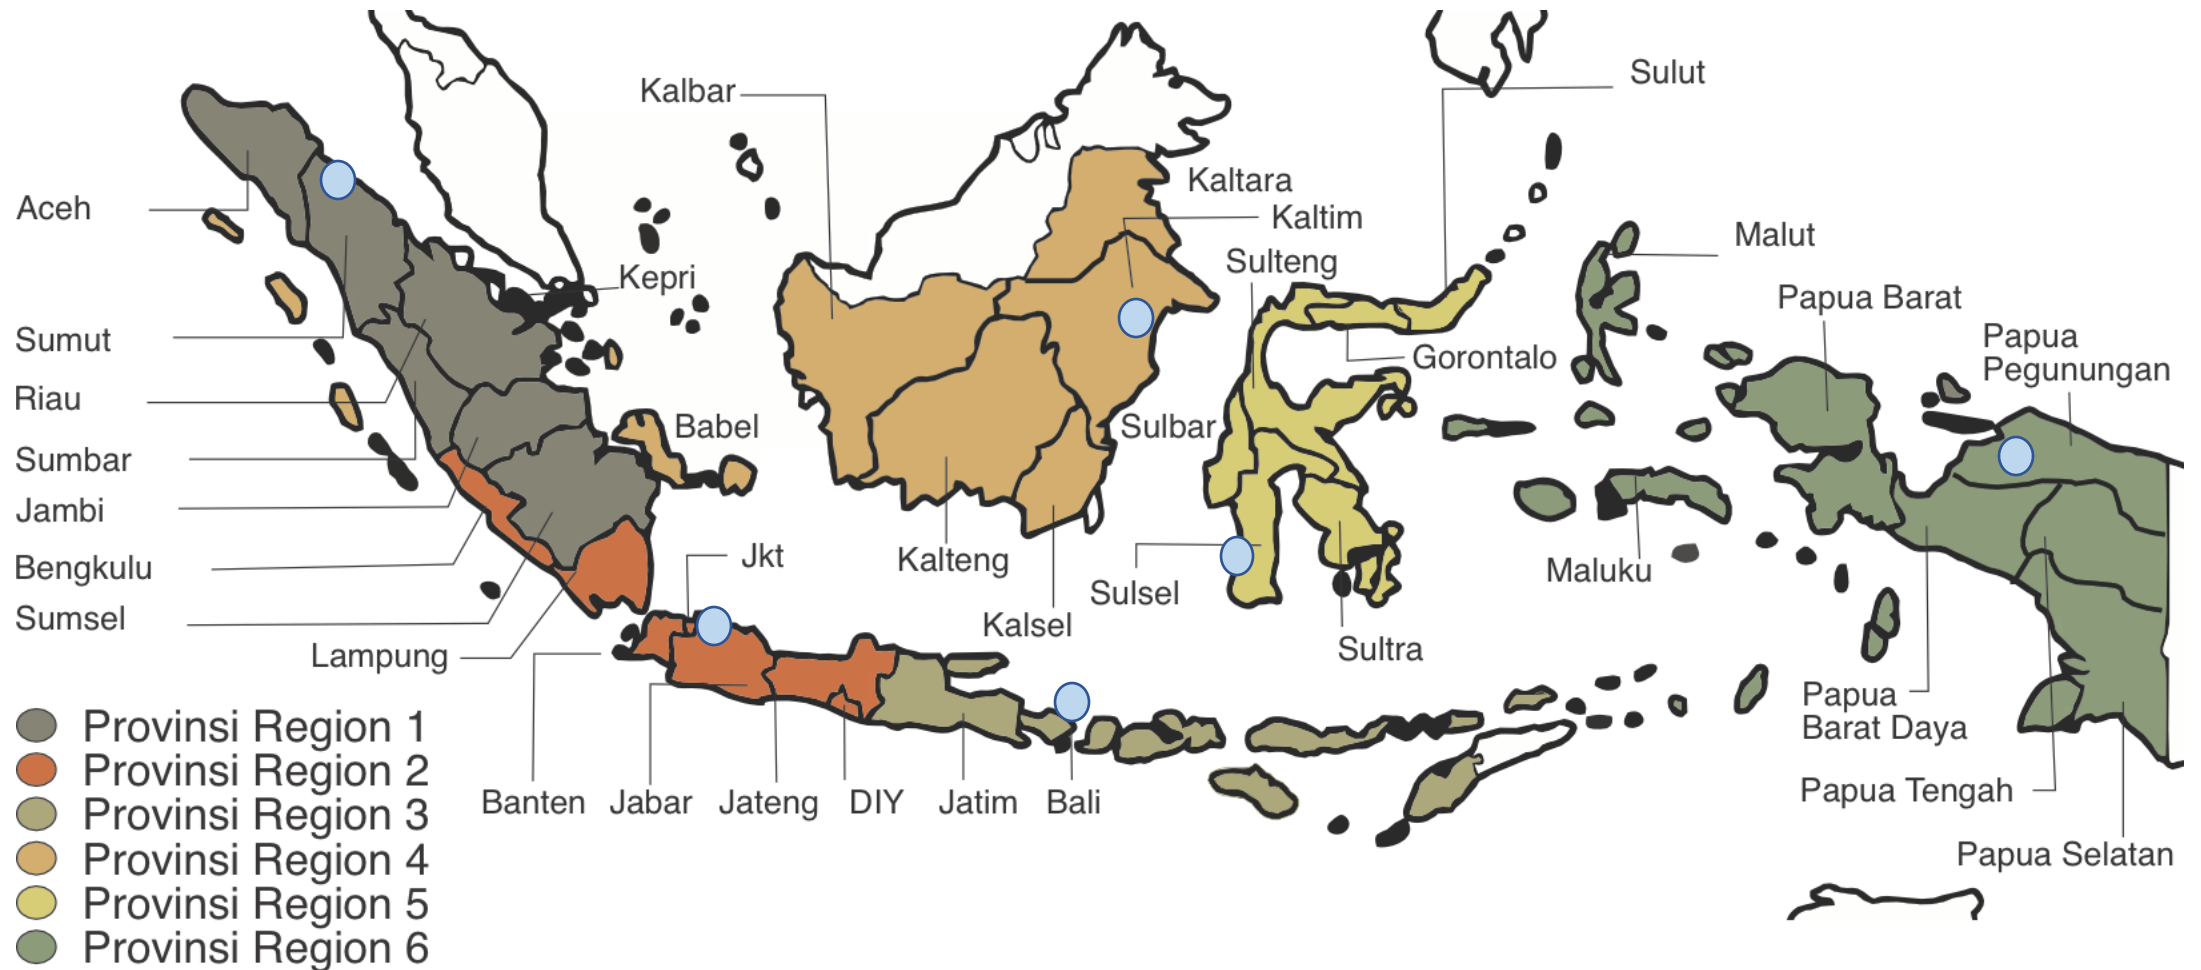 Sulut
Kalbar
Kaltara
Aceh
Kaltim
Malut
Sulteng
Kepri
Papua Barat
Sumut
Papua
Pegunungan
Gorontalo
Riau
Babel
Sulbar
Sumbar
Jambi
Jkt
Kalteng
Bengkulu
Maluku
Sulsel
Sumsel
Kalsel
Sultra
Lampung
Papua
Barat Daya
Provinsi Region 1
Provinsi Region 2
Papua Tengah
Banten
Jabar
Jateng
DIY
Jatim
Bali
Provinsi Region 3
Papua Selatan
Provinsi Region 4
Provinsi Region 5
Provinsi Region 6